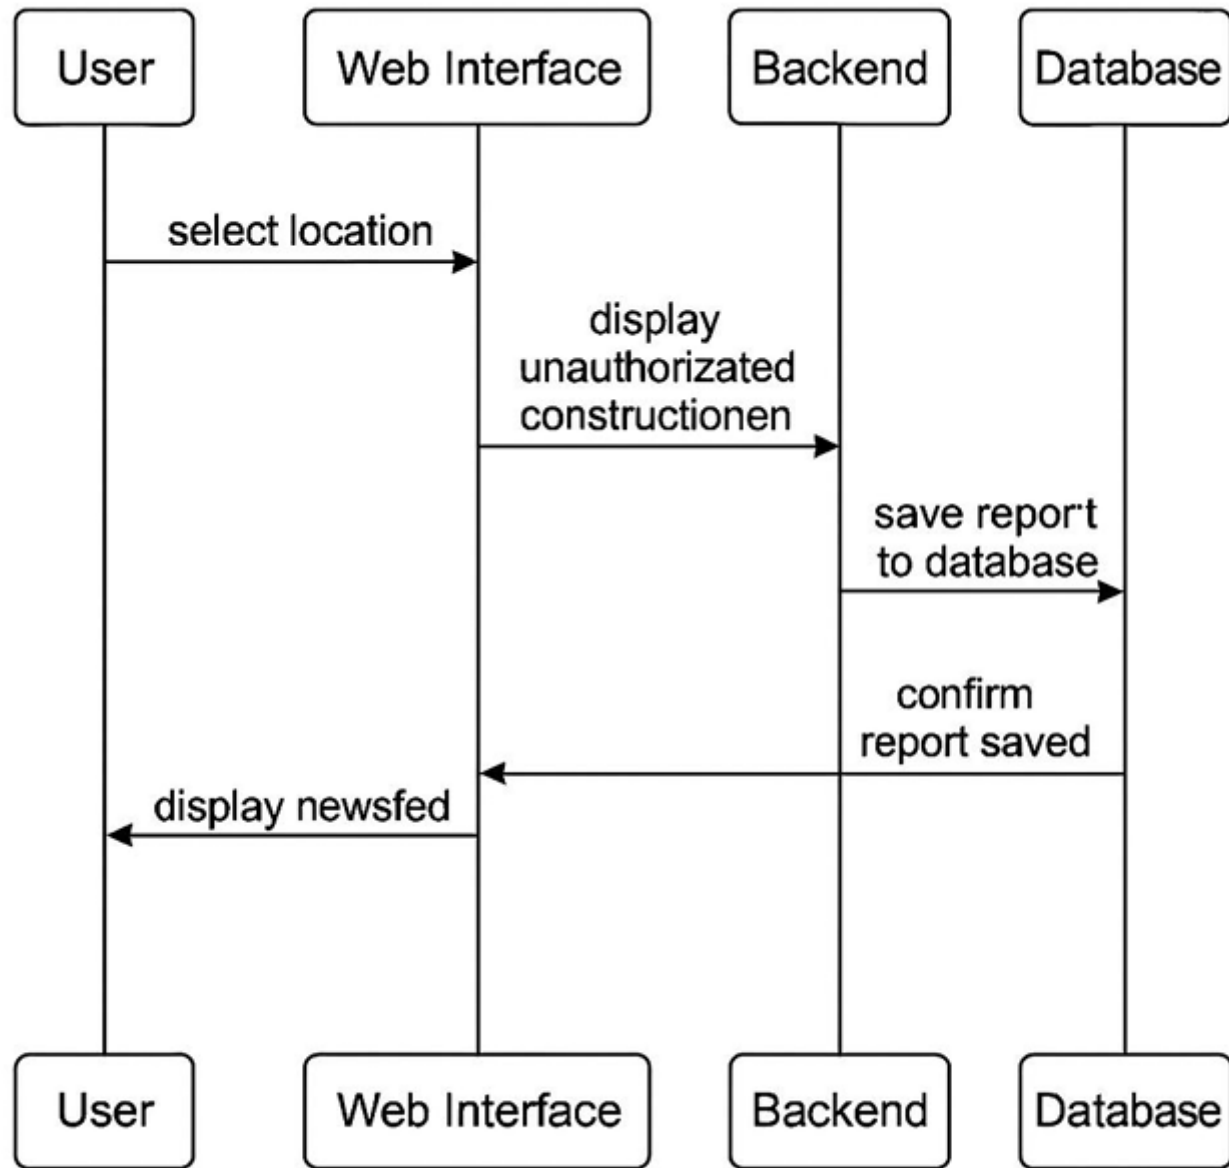 User
Web Interface
Backend
Database
select location
display
unauthorizated
constructionen
save report
to database
confirm
report saved
display newsfed
User
Web Interface
Backend
Database